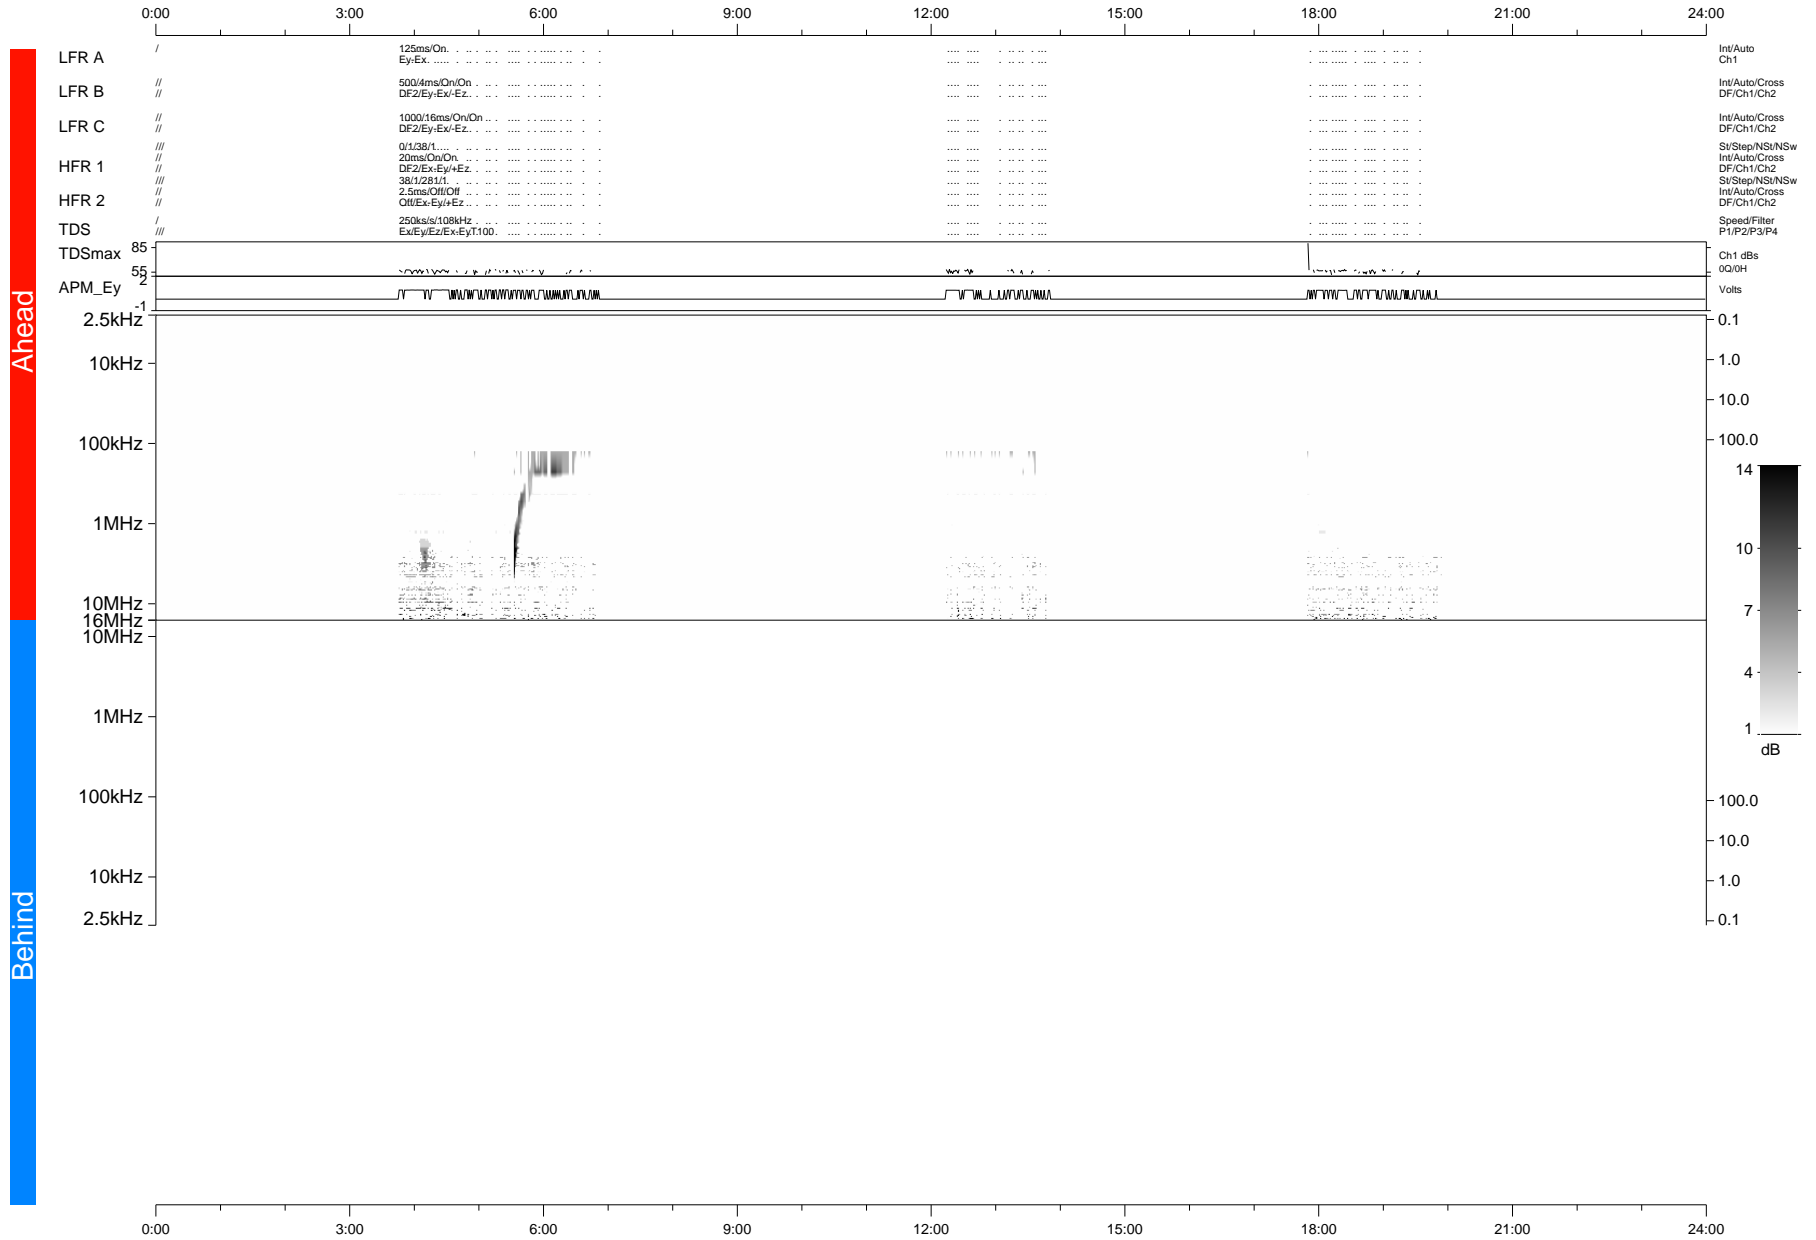 0:00 3:00 6:00 9:00 12:00 15:00 18:00 21:00 24:00
Ahead
LFR A / 125ms/On Int/Auto
Ey-Ex Ch1
LFR B // 500/4ms/On/On Int/Auto/Cross
// DF2/Ey-Ex/-Ez DF/Ch1/Ch2
LFR C // 1000/16ms/On/On Int/Auto/Cross
// DF2/Ey-Ex/-Ez DF/Ch1/Ch2
/// 0/1/38/1 St/Step/NSt/NSw
HFR 1 // 20ms/On/On Int/Auto/Cross
// DF2/Ex-Ey/+Ez DF/Ch1/Ch2
/// 38/1/281/1 St/Step/NSt/NSw
HFR 2 // 2.5ms/Off/Off Int/Auto/Cross
// Off/Ex-Ey/+Ez DF/Ch1/Ch2
TDS / 250ks/s/108kHz Speed/Filter
/// Ex/Ey/Ez/Ex-EyT100 P1/P2/P3/P4
TDSmax 85 Ch1 dBs
55 0Q/0H
APM_Ey 2 Volts
-1
2.5kHz 0.1
10kHz 1.0
10.0
100kHz 100.0
1MHz
10MHz
16MHz
14
10
7
4
1
dB
Behind
10MHz
1MHz
100kHz 100.0
10.0
10kHz 1.0
2.5kHz 0.1
0:00 3:00 6:00 9:00 12:00 15:00 18:00 21:00 24:00